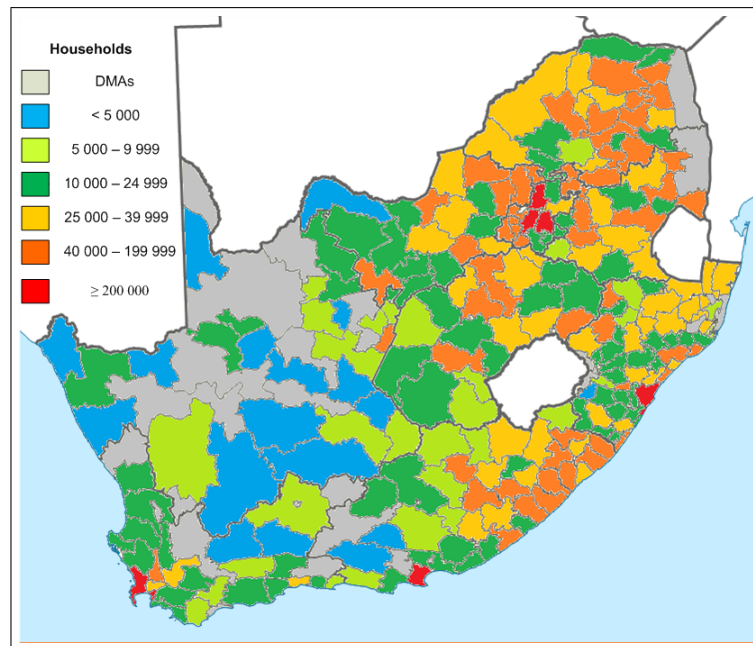 Households
DMAs
< 5 000
5 000 – 9 999
10 000 – 24 999
25 000 – 39 999
40 000 – 199 999
≥ 200 000